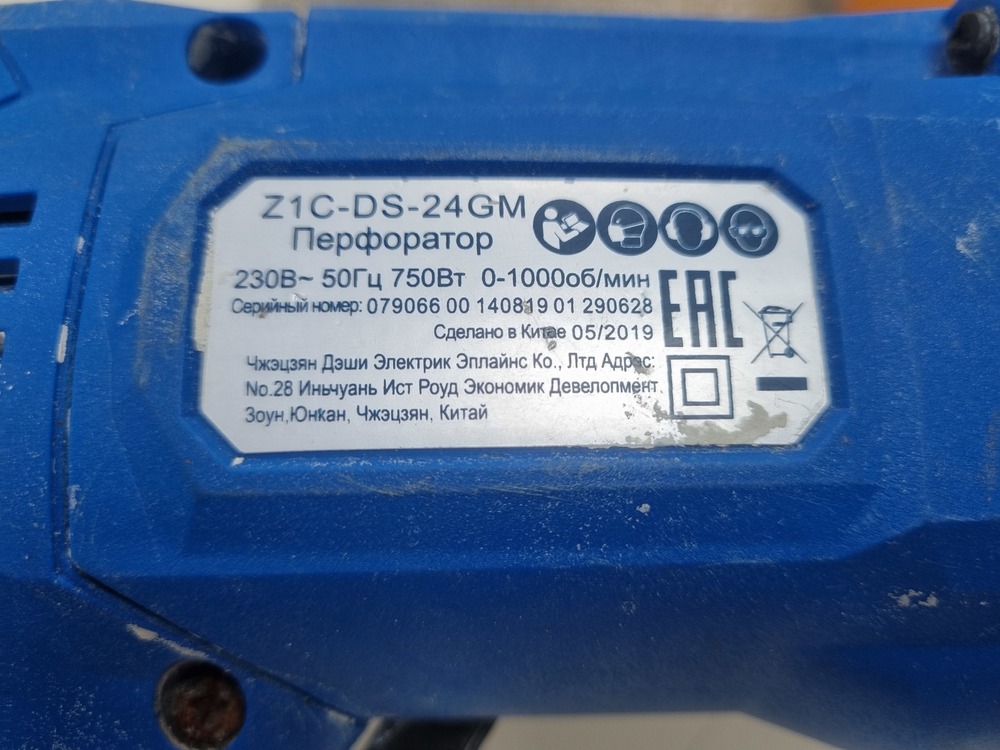 Z1C-DS-24GM
Перфоратор
230В~ 50Гц 750Вт 0-1000об/мин
Серийный номер: 079066 00 140819 01 290628
Сделано в Китае 05/2019
EAC
Чжэцзян Дэши Электрик Эплайнс Ко., Лтд Адрес:
No.28 Иньчуань Ист Роуд Экономик Девелопмент
Зоун,Юнкан, Чжэцзян, Китай